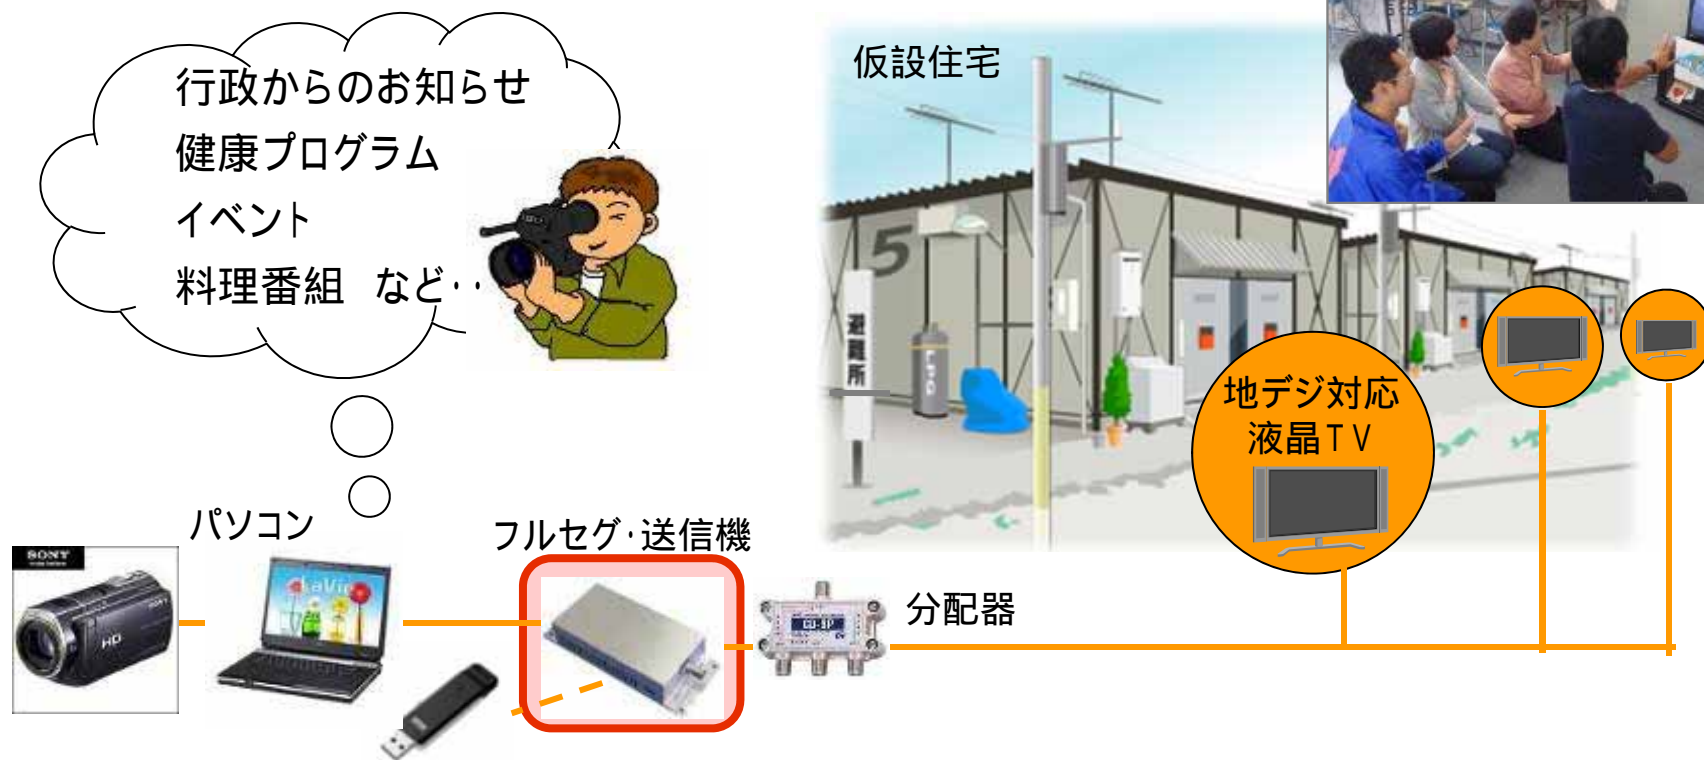 行政からのお知らせ
健康プログラム
イベント
料理番組 など・・
仮設住宅
5
避難所
LPG
地デジ対応
液晶TV
パソコン
フルセグ・送信機
分配器
SONY
HD